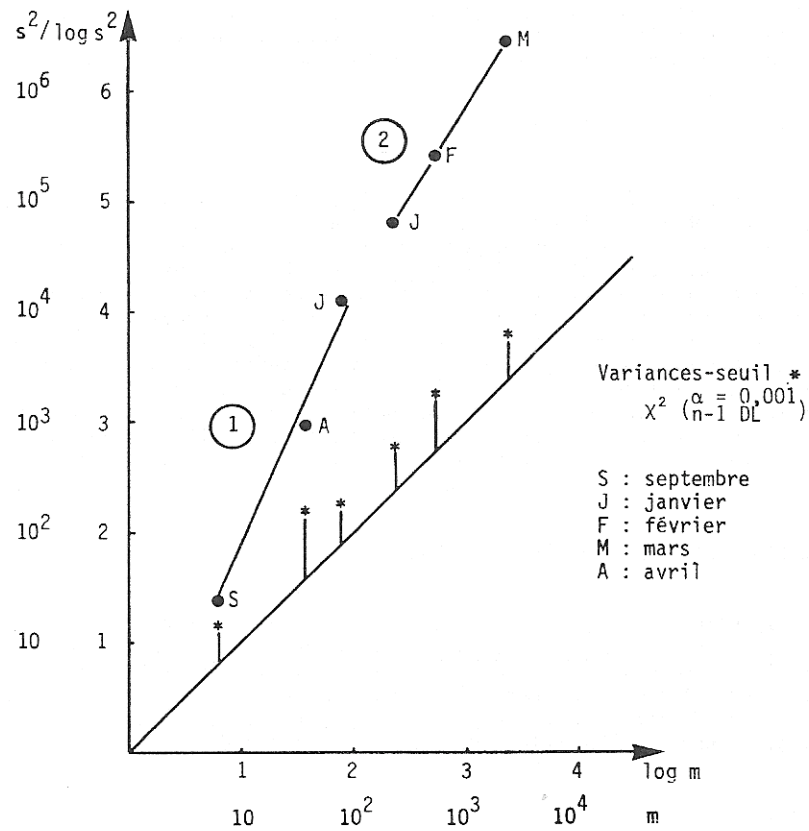 s²/log s²
10⁶ 6
M
2
F
10⁵ 5
J
10⁴ 4
J
*
Variances-seuil *
χ² (α = 0,001
n-1 DL)
10³ 3
A
1
*
*
S : septembre
J : janvier
F : février
M : mars
A : avril
10² 2
*
*
S
10 1
*
1 2 3 4 log m
10 10² 10³ 10⁴ m